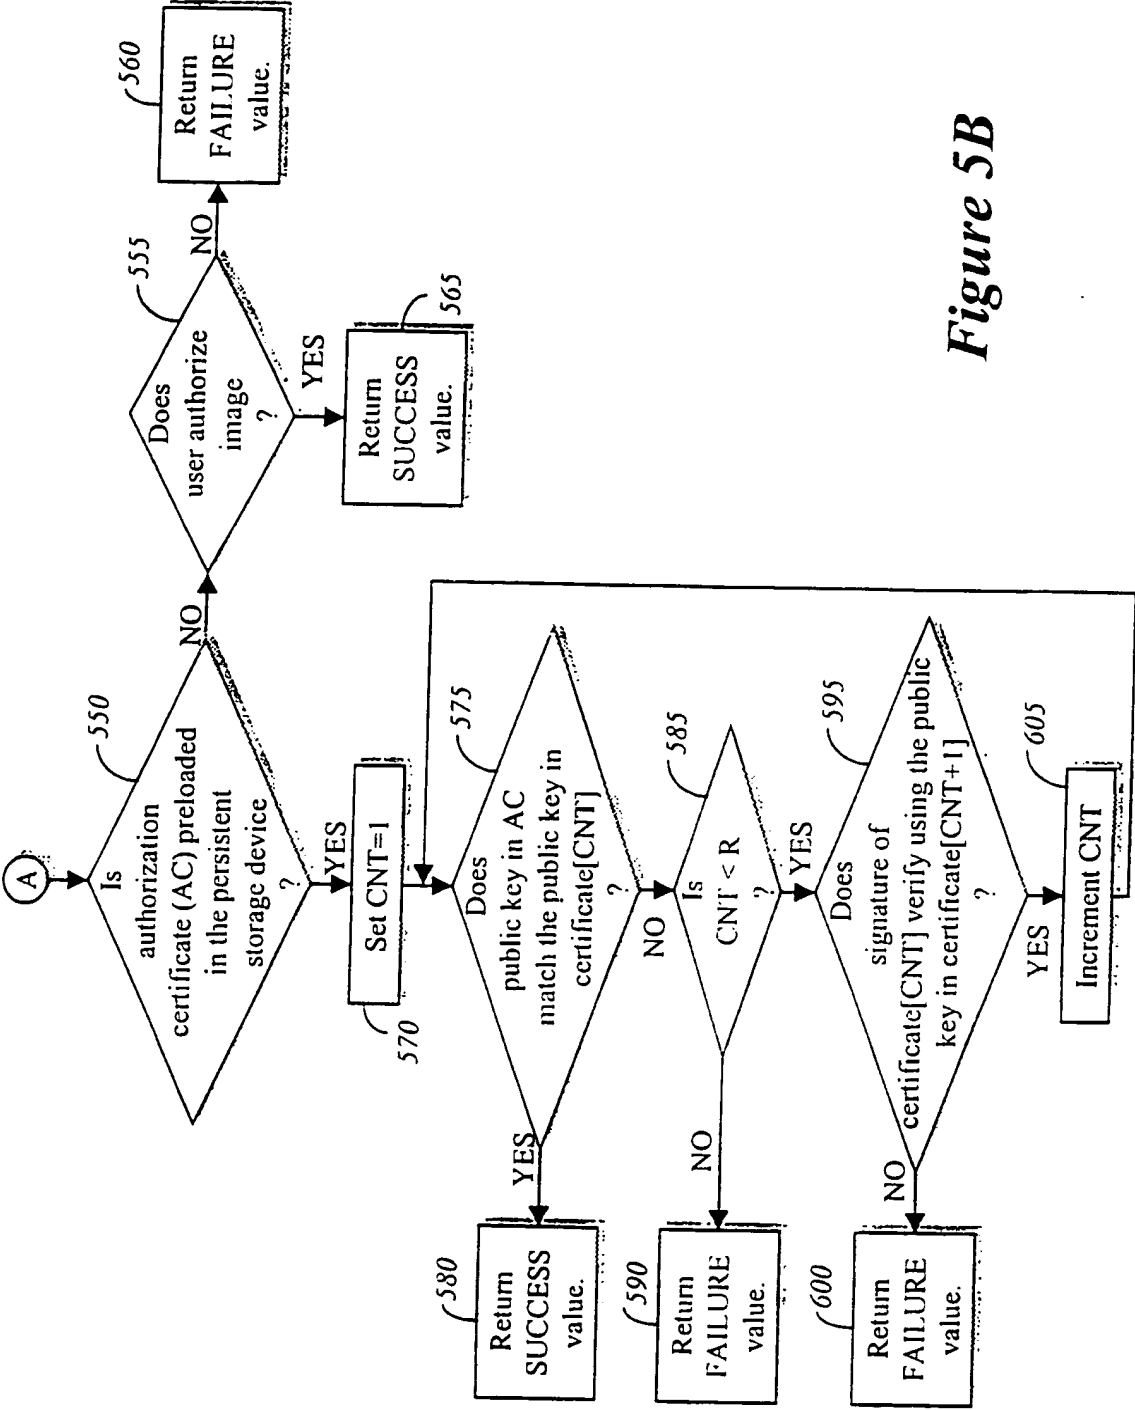 A
550
Is
authorization
certificate (AC) preloaded
in the persistent
storage device
?
NO
555
Does
user authorize
image
?
NO
560
Return
FAILURE
value.
YES
565
Return
SUCCESS
value.
YES
570
Set CNT=1
575
Does
public key in AC
match the public key in
certificate[CNT]
?
YES
580
Return
SUCCESS
value.
NO
585
Is
CNT < R
?
NO
590
Return
FAILURE
value.
YES
595
Does
signature of
certificate[CNT] verify using the public
key in certificate[CNT+1]
?
NO
600
Return
FAILURE
value.
YES
605
Increment CNT
Figure 5B